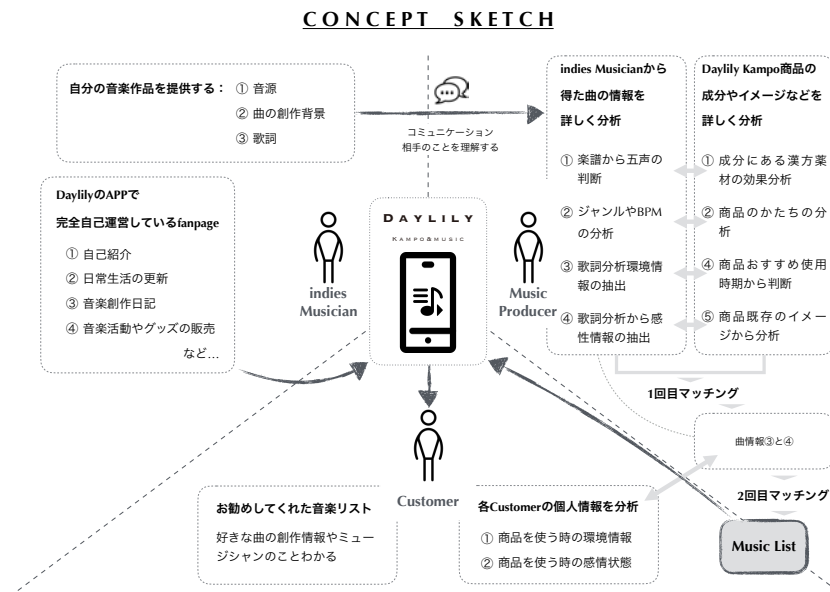 CONCEPT SKETCH
自分の音楽作品を提供する： ① 音源
② 曲の創作背景
③ 歌詞
コミュニケーション
相手のことを理解する
indies Musicianから
得た曲の情報を
詳しく分析
① 楽譜から五声の
判断
② ジャンルやBPM
の分析
③ 歌詞分析環境情
報の抽出
④ 歌詞分析から感
性情報の抽出
Daylily Kampo商品の
成分やイメージなどを
詳しく分析
① 成分にある漢方薬
材の効果分析
② 商品のかたちの分
析
④ 商品おすすめ使用
時期から判断
⑤ 商品既存のイメー
ジから分析
DaylilyのAPPで
完全自己運営しているfanpage
① 自己紹介
② 日常生活の更新
③ 音楽創作日記
④ 音楽活動やグッズの販売
など...
DAYLILY
KAMPO&MUSIC
indies
Musician
Music
Producer
1回目マッチング
曲情報③と④
2回目マッチング
Music List
Customer
お勧めしてくれた音楽リスト
好きな曲の創作情報やミュー
ジシャンのことわかる
各Customerの個人情報を分析
① 商品を使う時の環境情報
② 商品を使う時の感情状態